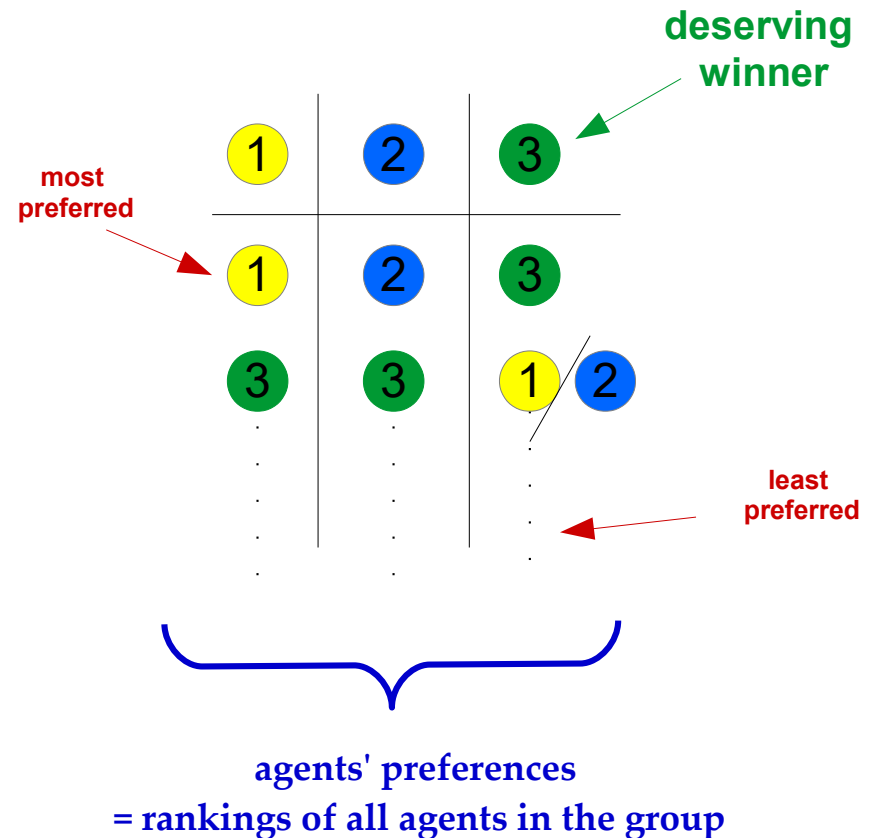 deserving
winner
1 2 3
most
preferred
1 2 3
3 3 1 2
least
preferred
agents' preferences
= rankings of all agents in the group